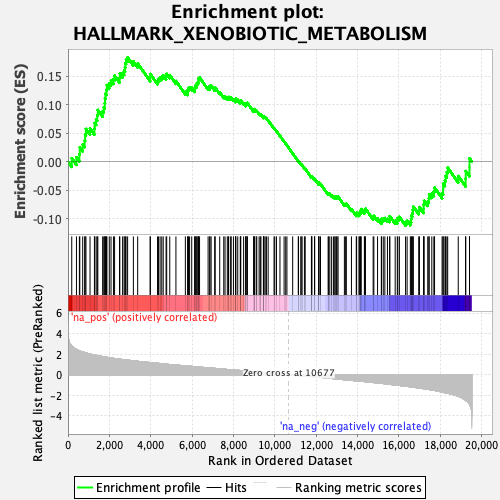 Enrichment plot:
HALLMARK_XENOBIOTIC_METABOLISM
Enrichment score (ES)
0.15
0.10
0.05
0.00
-0.05
-0.10
'na_pos' (positively correlated)
Ranked list metric (PreRanked)
6
4
2
0
-2
-4
Zero cross at 10677
'na_neg' (negatively correlated)
0
2,000
4,000
6,000
8,000
10,000
12,000
14,000
16,000
18,000
20,000
Rank in Ordered Dataset
Enrichment profile
Hits
Ranking metric scores